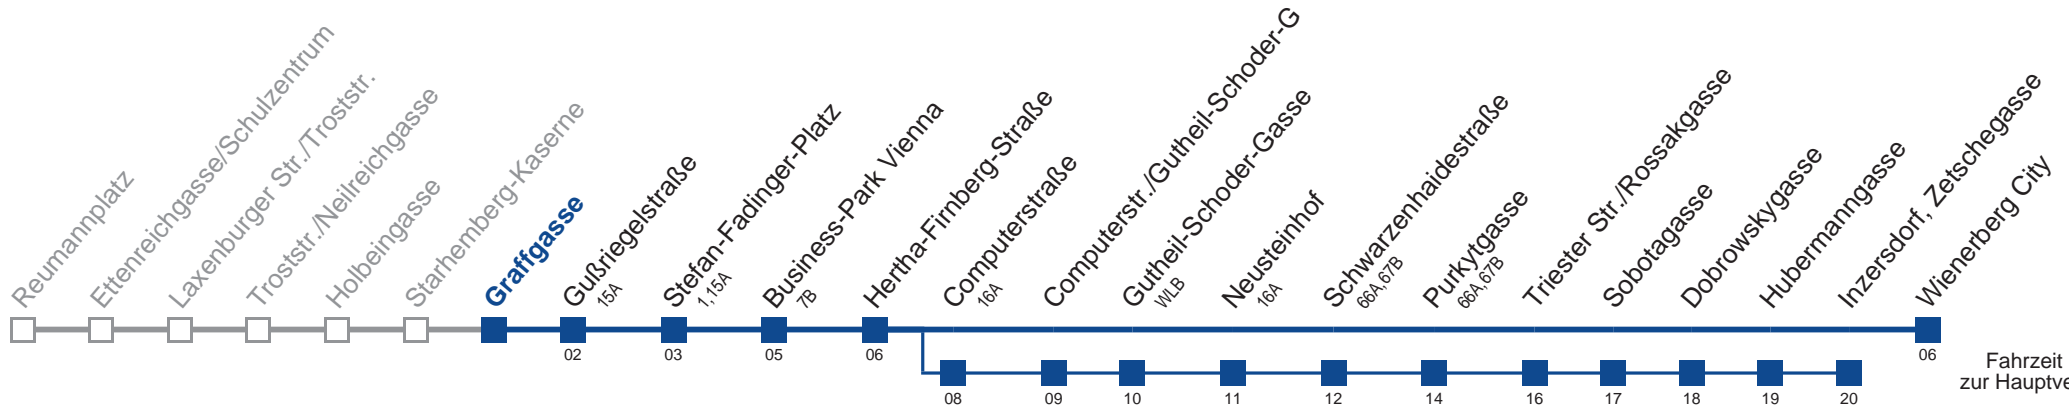 Reumannplatz
Ettenreichgasse/Schulzentrum
Laxenburger Str./Troststr.
Troststr./Neilreichgasse
Holbeingasse
Starhemberg-Kaserne
Graffgasse
Gußriegelstraße
15A
Stefan-Fadinger-Platz
1,15A
Business-Park Vienna
7B
Hertha-Firnberg-Straße
Computerstraße
16A
Computerstr./Gutheil-Schoder-G
Gutheil-Schoder-Gasse
WLB
Neusteinhof
16A
Schwarzenhaidestraße
66A,67B
Purkytgasse
66A,67B
Triester Str./Rossakgasse
Sobotagasse
Dobrowskygasse
Hubermanngasse
Inzersdorf, Zetschegasse
Wienerberg City
02 03 05 06 06
Fahrzeit
zur Hauptve
08 09 10 11 12 14 16 17 18 19 20